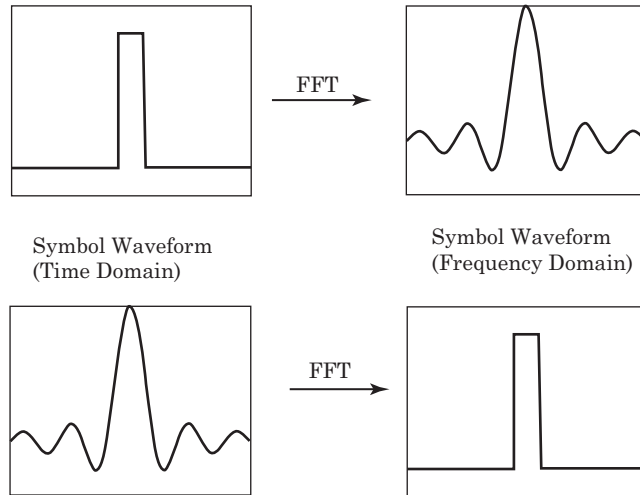 FFT
Symbol Waveform
(Time Domain)
Symbol Waveform
(Frequency Domain)
FFT